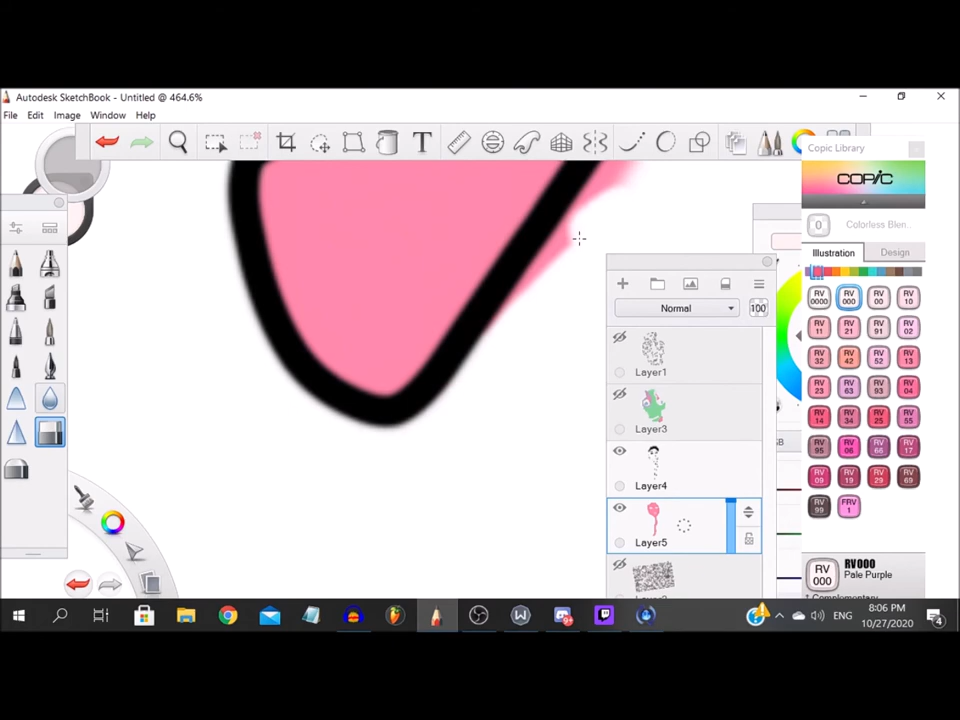 Autodesk SketchBook - Untitled @ 464.6%
File Edit Image Window Help
T
Copic Library
COPIC
0 Colorless Blen..
Illustration Design
RV 0000 RV 000 RV 00 RV 10
RV 11 RV 21 RV 91 RV 02
RV 32 RV 42 RV 52 RV 13
RV 23 RV 63 RV 93 RV 04
RV 14 RV 34 RV 25 RV 55
RV 95 RV 06 RV 66 RV 17
RV 09 RV 19 RV 29 RV 69
RV 99 FRV 1
RV 000 RV000
Pale Purple
Normal 100
Layer1
Layer3
Layer4
Layer5
8:06 PM
ENG
10/27/2020
4